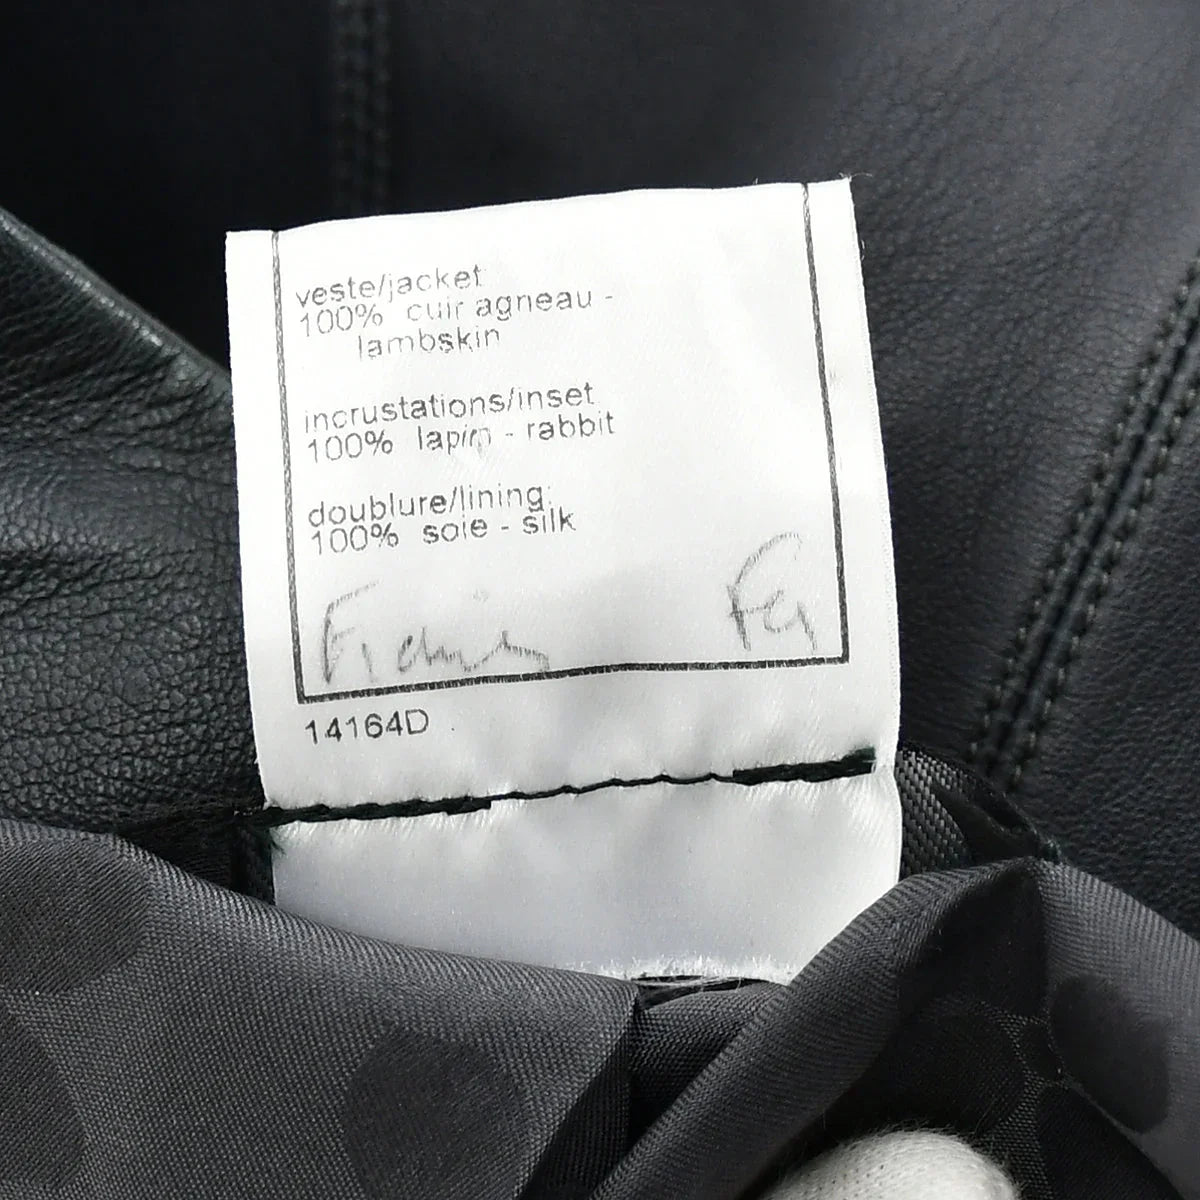 veste/jacket:
100% cuir agneau -
lambskin
incrustations/inset
100% lapin - rabbit
doublure/lining:
100% soie - silk
14164D